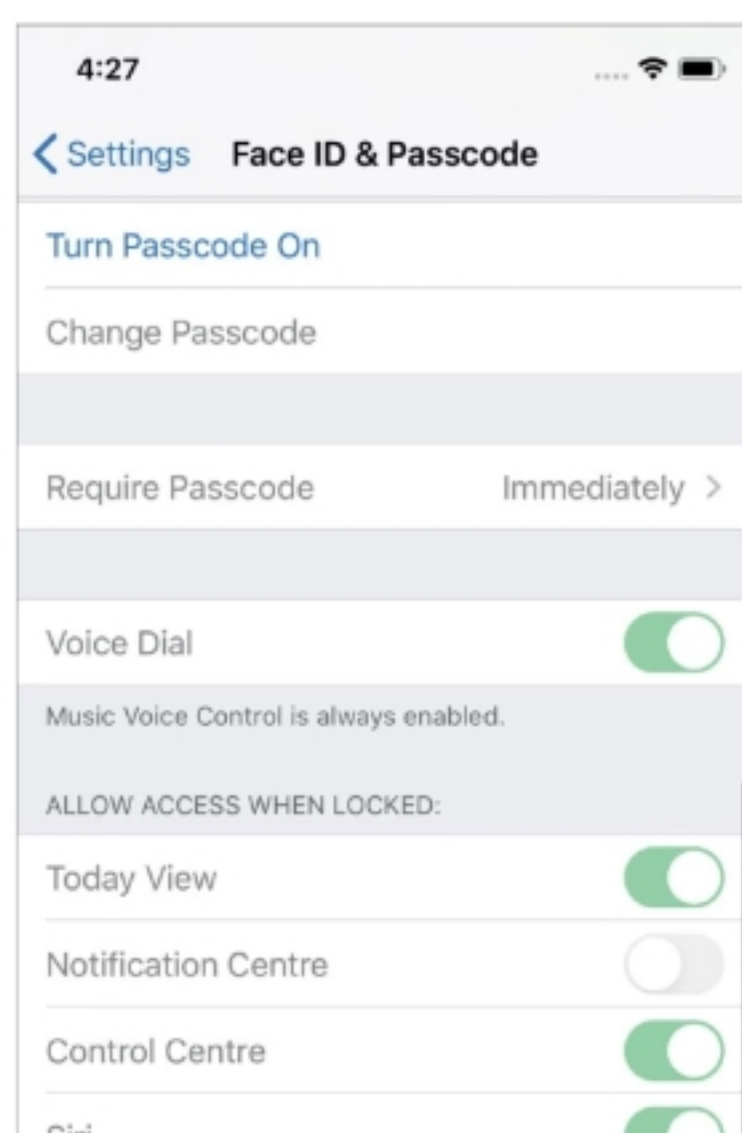 4:27
Settings Face ID & Passcode
Turn Passcode On
Change Passcode
Require Passcode Immediately
Voice Dial
Music Voice Control is always enabled.
ALLOW ACCESS WHEN LOCKED:
Today View
Notification Centre
Control Centre
Siri